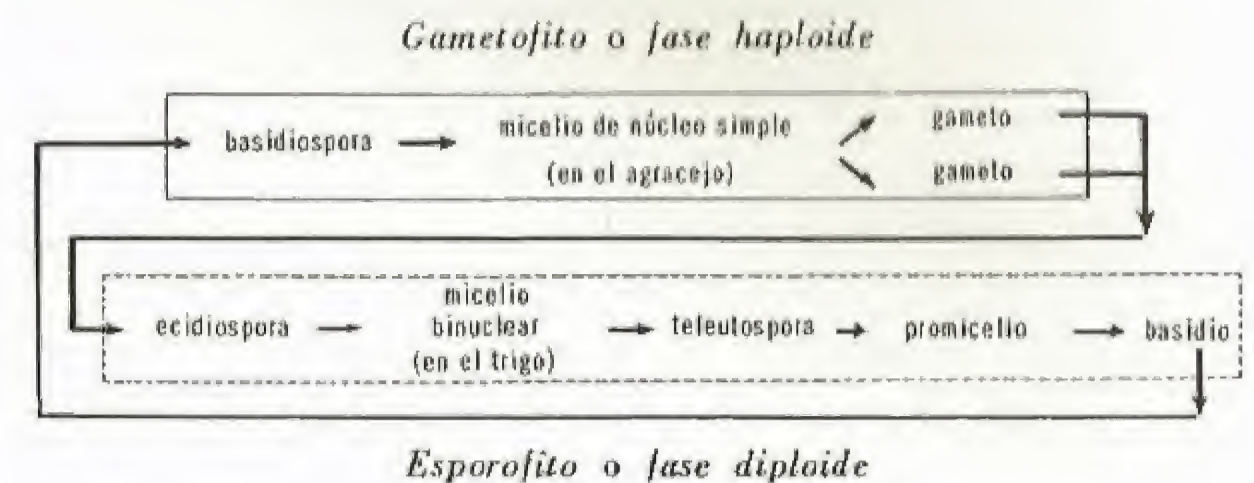 Gametofito o fase haploide
basidiospora
micelio de núcleo simple
(en el agracejo)
gameto
gameto
ecidiospora
micelio
binuclear
(en el trigo)
teleutospora
promicelio
basidio
Esporofito o fase diploide